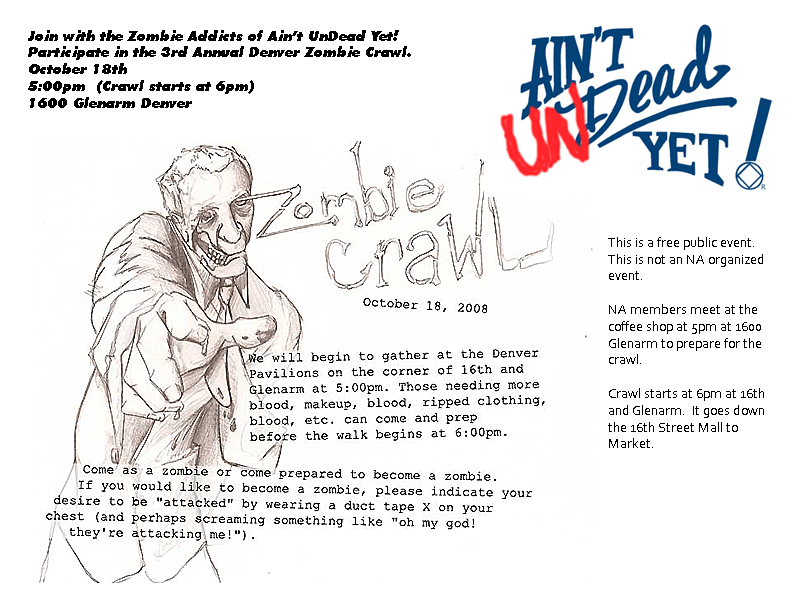 Join with the Zombie Addicts of Ain't UnDead Yet!
Participate in the 3rd Annual Denver Zombie Crawl.
October 18th
5:00pm  (Crawl starts at 6pm)
1600 Glenarm Denver
AIN'T
UNDead
YET!
Zombie
Crawl
October 18, 2008
We will begin to gather at the Denver
Pavilions on the corner of 16th and
Glenarm at 5:00pm. Those needing more
blood, makeup, blood, ripped clothing,
blood, etc. can come and prep
before the walk begins at 6:00pm.
Come as a zombie or come prepared to become a zombie.
If you would like to become a zombie, please indicate your
desire to be "attacked" by wearing a duct tape X on your
chest (and perhaps screaming something like "oh my god!
they're attacking me!").
This is a free public event.
This is not an NA organized
event.
NA members meet at the
coffee shop at 5pm at 1600
Glenarm to prepare for the
crawl.
Crawl starts at 6pm at 16th
and Glenarm.  It goes down
the 16th Street Mall to
Market.